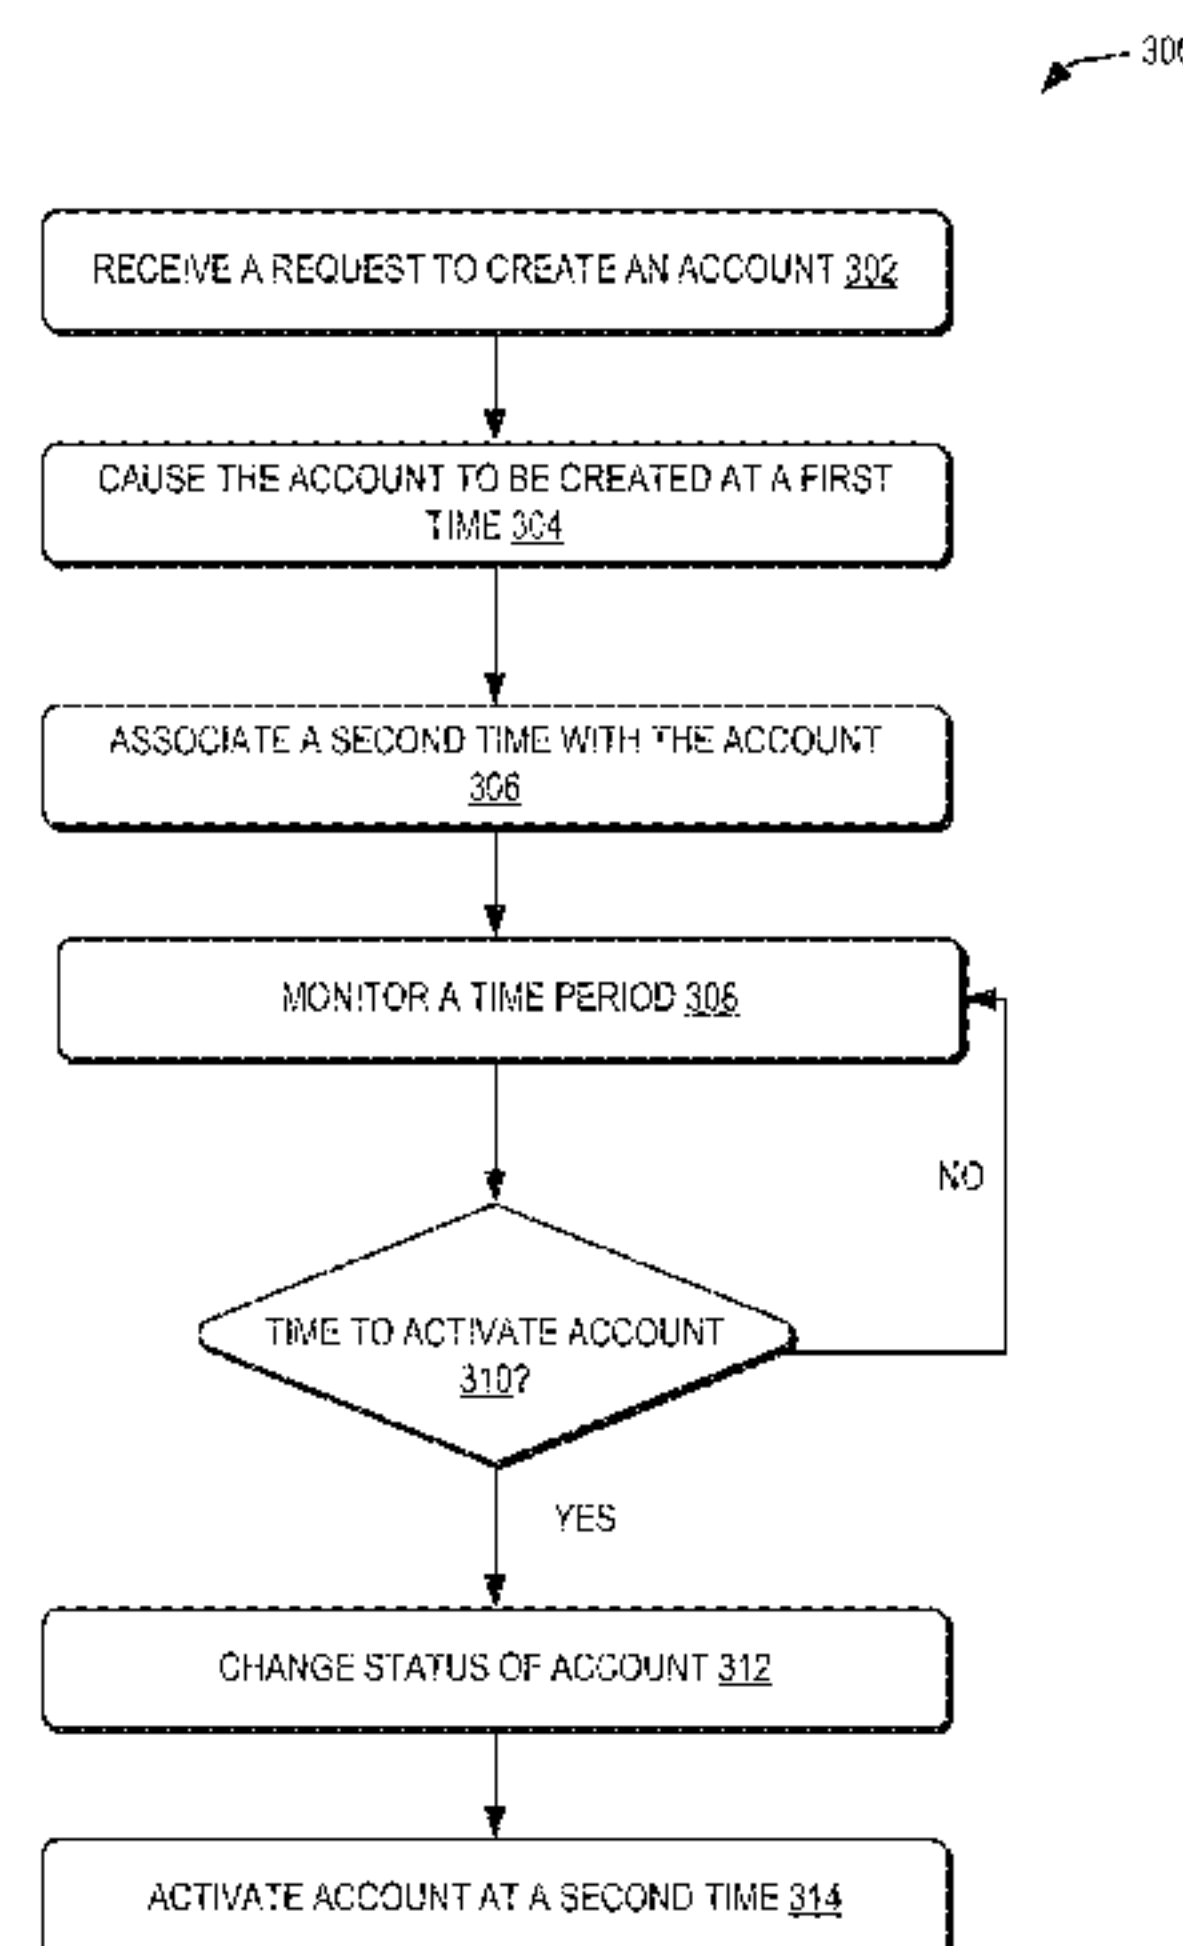 300
RECEIVE A REQUEST TO CREATE AN ACCOUNT 302
CAUSE THE ACCOUNT TO BE CREATED AT A FIRST
TIME 304
ASSOCIATE A SECOND TIME WITH THE ACCOUNT
306
MONITOR A TIME PERIOD 308
NO
TIME TO ACTIVATE ACCOUNT
310?
YES
CHANGE STATUS OF ACCOUNT 312
ACTIVATE ACCOUNT AT A SECOND TIME 314